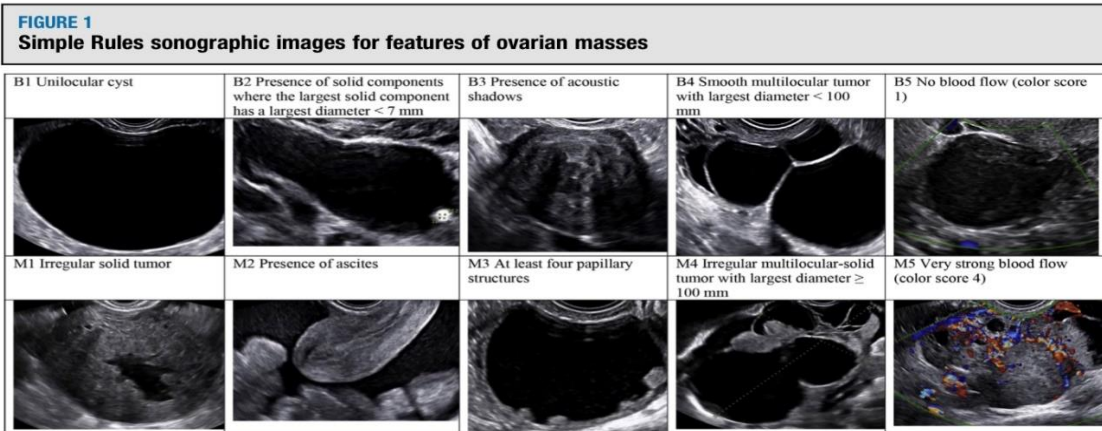 FIGURE 1
Simple Rules sonographic images for features of ovarian masses
B1 Unilocular cyst
B2 Presence of solid components
where the largest solid component
has a largest diameter < 7 mm
B3 Presence of acoustic
shadows
B4 Smooth multilocular tumor
with largest diameter < 100
mm
B5 No blood flow (color score
1)
M1 Irregular solid tumor
M2 Presence of ascites
M3 At least four papillary
structures
M4 Irregular multilocular-solid
tumor with largest diameter ≥
100 mm
M5 Very strong blood flow
(color score 4)